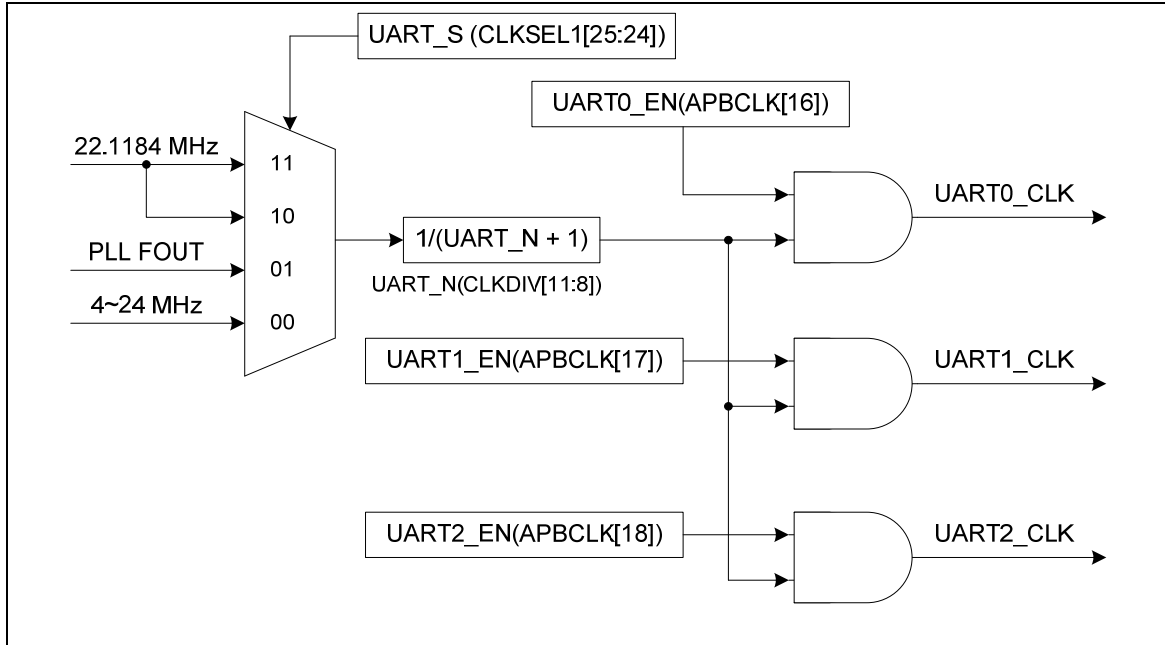 UART_S (CLKSEL1[25:24])
UART0_EN(APBCLK[16])
22.1184 MHz
11
UART0_CLK
10
PLL FOUT
01
1/(UART_N + 1)
UART_N(CLKDIV[11:8])
4~24 MHz
00
UART1_EN(APBCLK[17])
UART1_CLK
UART2_EN(APBCLK[18])
UART2_CLK